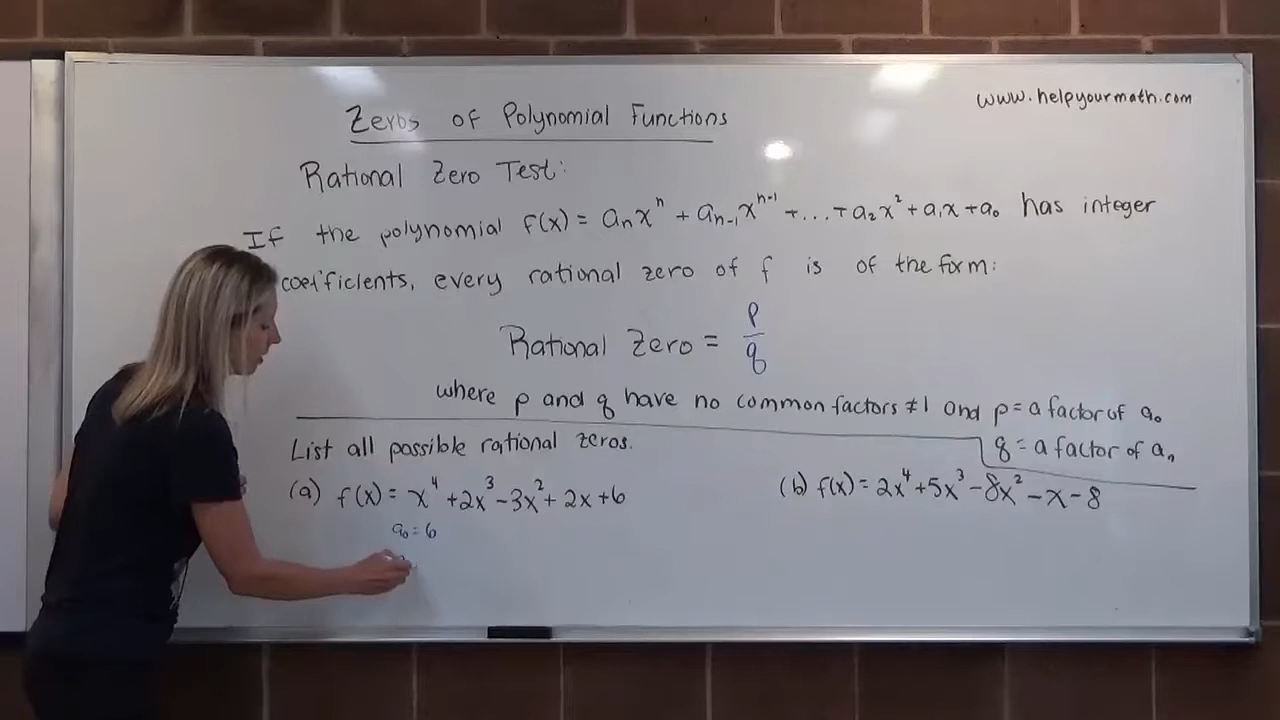 www.helpyourmath.com
Zeros of Polynomial Functions
Rational Zero Test:
If the polynomial f(x) = aₙxⁿ + aₙ₋₁xⁿ⁻¹ + ... + a₂x² + a₁x + a₀ has integer
coefficients, every rational zero of f is of the form:
Rational Zero = p/q
where p and q have no common factors ≠ 1 and p = a factor of a₀
q = a factor of aₙ
List all possible rational zeros.
(a) f(x) = x⁴ + 2x³ - 3x² + 2x + 6
a₀ = 6
(b) f(x) = 2x⁴ + 5x³ - 8x² - x - 8